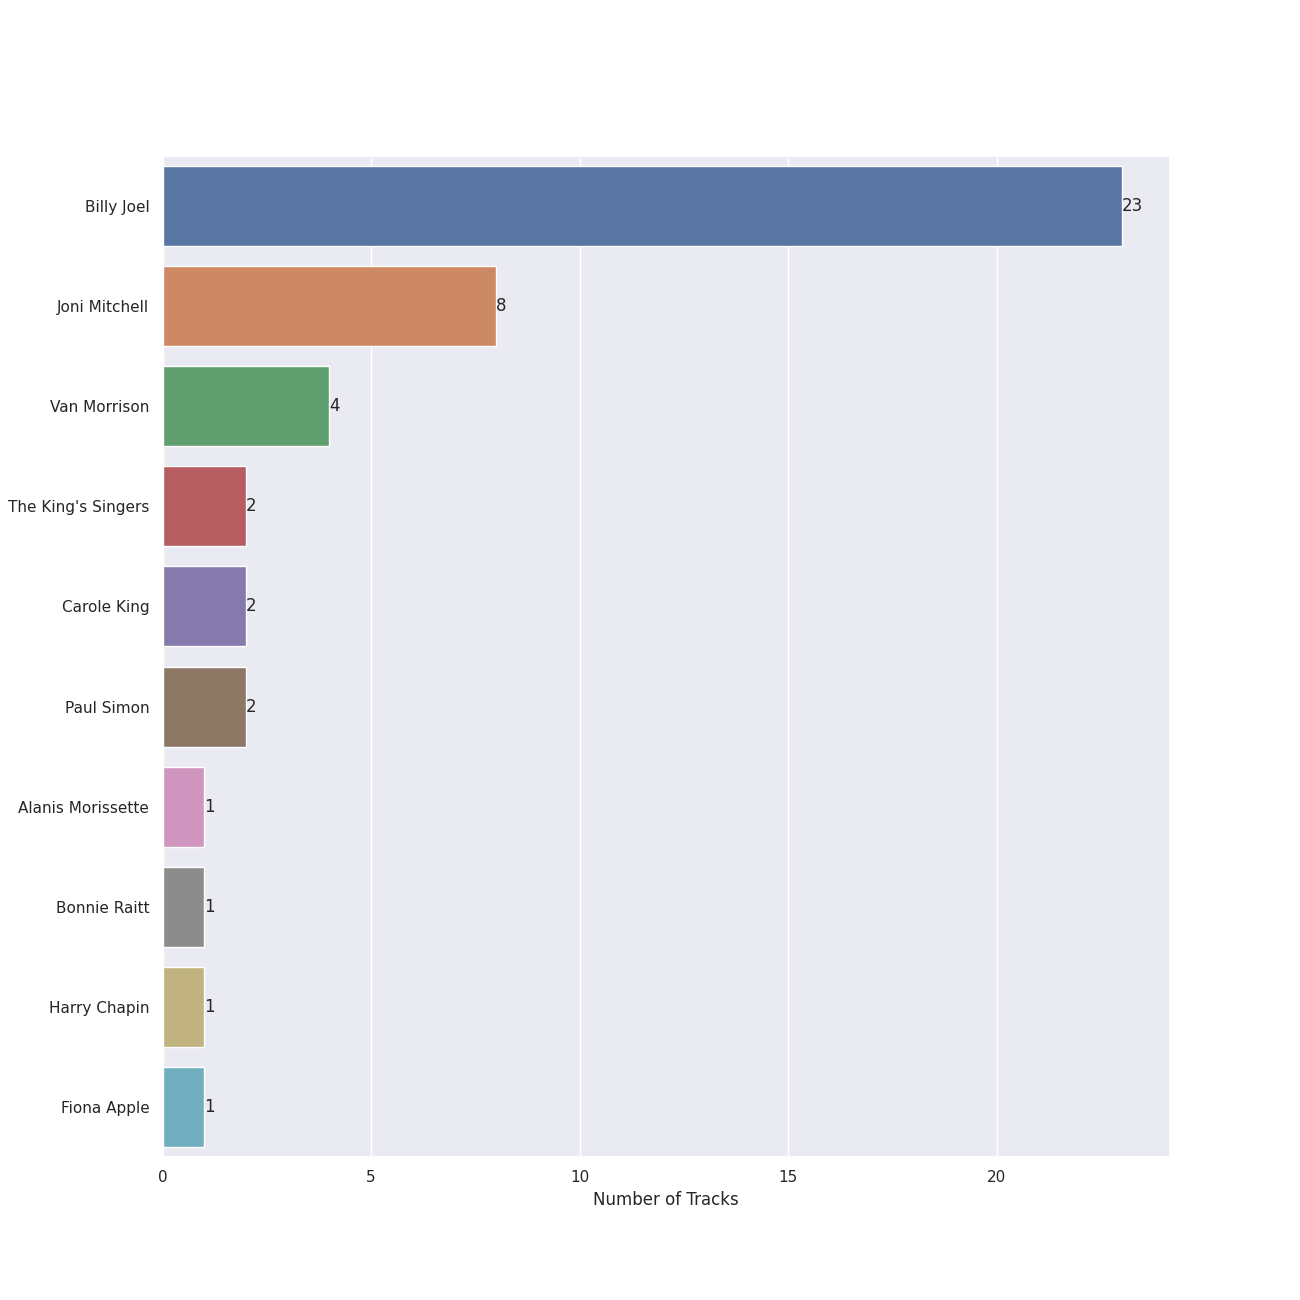 Billy Joel 23
Joni Mitchell 8
Van Morrison 4
The King's Singers 2
Carole King 2
Paul Simon 2
Alanis Morissette 1
Bonnie Raitt 1
Harry Chapin 1
Fiona Apple 1
0 5 10 15 20
Number of Tracks